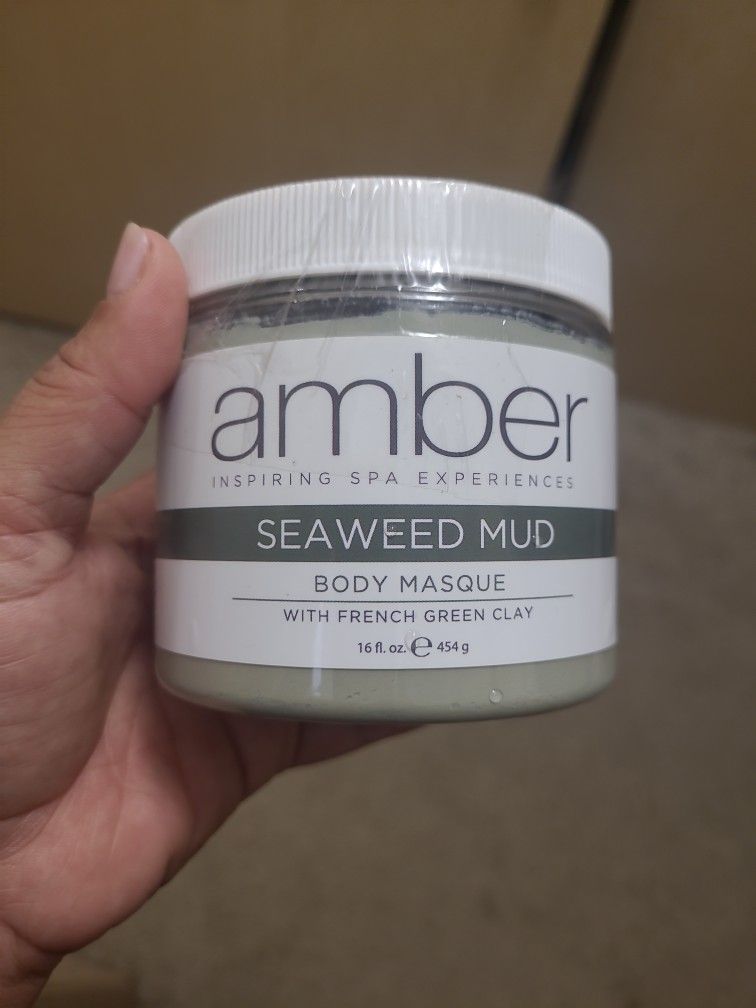 amber
INSPIRING SPA EXPERIENCES
SEAWEED MUD
BODY MASQUE
WITH FRENCH GREEN CLAY
16 fl. oz. ℮ 454 g